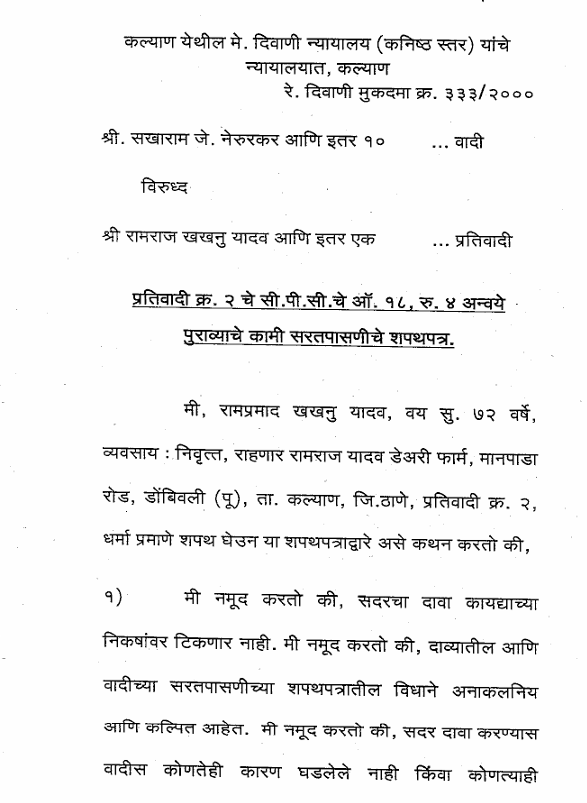 कल्याण येथील मे. दिवाणी न्यायालय (कनिष्ठ स्तर) यांचे
न्यायालयात, कल्याण
रे. दिवाणी मुकदमा क्र. ३३३/२०००
श्री. सखाराम जे. नेरुरकर आणि इतर १० ... वादी
विरुध्द
श्री रामराज खखनु यादव आणि इतर एक ... प्रतिवादी
प्रतिवादी क्र. २ चे सी.पी.सी.चे ऑ. १८, रु. ४ अन्वये
पुराव्याचे कामी सरतपासणीचे शपथपत्र.
मी, रामप्रमाद खखनु यादव, वय सु. ७२ वर्षे,
व्यवसाय : निवृत्त, राहणार रामराज यादव डेअरी फार्म, मानपाडा
रोड, डोंबिवली (पू), ता. कल्याण, जि.ठाणे, प्रतिवादी क्र. २,
धर्मा प्रमाणे शपथ घेउन या शपथपत्राद्वारे असे कथन करतो की,
१) मी नमूद करतो की, सदरचा दावा कायद्याच्या
निकषांवर टिकणार नाही. मी नमूद करतो की, दाव्यातील आणि
वादीच्या सरतपासणीच्या शपथपत्रातील विधाने अनाकलनिय
आणि कल्पित आहेत. मी नमूद करतो की, सदर दावा करण्यास
वादीस कोणतेही कारण घडलेले नाही किंवा कोणत्याही